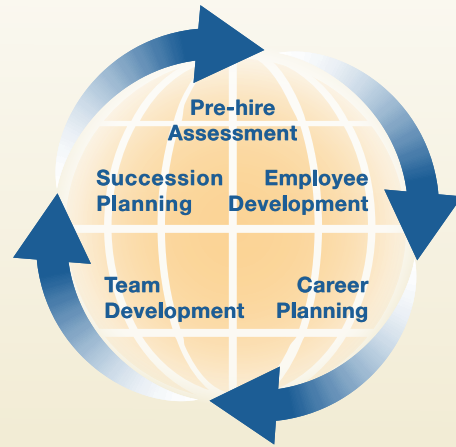 Pre-hire
Assessment
Succession
Planning
Employee
Development
Team
Development
Career
Planning